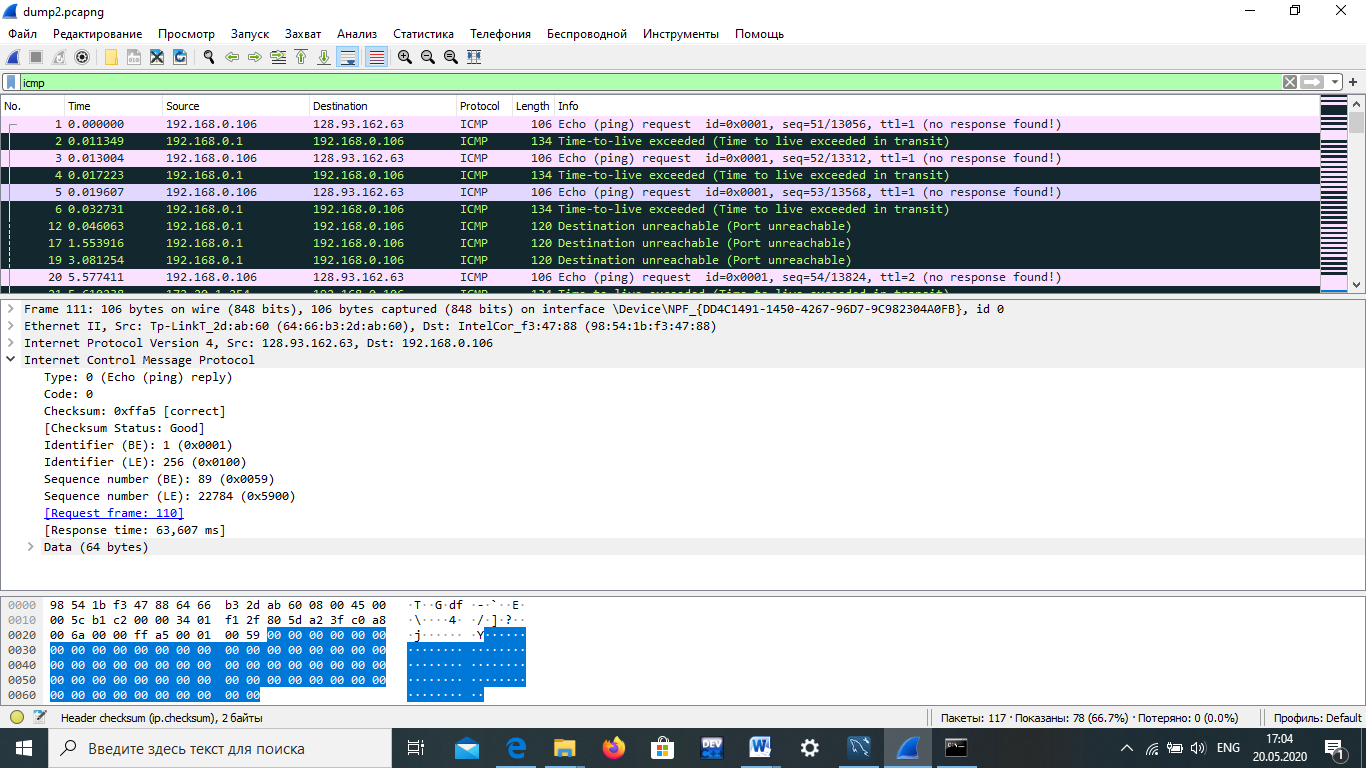 dump2.pcapng
Файл Редактирование Просмотр Запуск Захват Анализ Статистика Телефония Беспроводной Инструменты Помощь
icmp
No. Time Source Destination Protocol Length Info
1 0.000000 192.168.0.106 128.93.162.63 ICMP 106 Echo (ping) request id=0x0001, seq=51/13056, ttl=1 (no response found!)
2 0.011349 192.168.0.1 192.168.0.106 ICMP 134 Time-to-live exceeded (Time to live exceeded in transit)
3 0.013004 192.168.0.106 128.93.162.63 ICMP 106 Echo (ping) request id=0x0001, seq=52/13312, ttl=1 (no response found!)
4 0.017223 192.168.0.1 192.168.0.106 ICMP 134 Time-to-live exceeded (Time to live exceeded in transit)
5 0.019607 192.168.0.106 128.93.162.63 ICMP 106 Echo (ping) request id=0x0001, seq=53/13568, ttl=1 (no response found!)
6 0.032731 192.168.0.1 192.168.0.106 ICMP 134 Time-to-live exceeded (Time to live exceeded in transit)
12 0.046063 192.168.0.1 192.168.0.106 ICMP 120 Destination unreachable (Port unreachable)
17 1.553916 192.168.0.1 192.168.0.106 ICMP 120 Destination unreachable (Port unreachable)
19 3.081254 192.168.0.1 192.168.0.106 ICMP 120 Destination unreachable (Port unreachable)
20 5.577411 192.168.0.106 128.93.162.63 ICMP 106 Echo (ping) request id=0x0001, seq=54/13824, ttl=2 (no response found!)
Frame 111: 106 bytes on wire (848 bits), 106 bytes captured (848 bits) on interface \Device\NPF_{DD4C1491-1450-4267-96D7-9C982304A0FB}, id 0
Ethernet II, Src: Tp-LinkT_2d:ab:60 (64:66:b3:2d:ab:60), Dst: IntelCor_f3:47:88 (98:54:1b:f3:47:88)
Internet Protocol Version 4, Src: 128.93.162.63, Dst: 192.168.0.106
Internet Control Message Protocol
Type: 0 (Echo (ping) reply)
Code: 0
Checksum: 0xffa5 [correct]
[Checksum Status: Good]
Identifier (BE): 1 (0x0001)
Identifier (LE): 256 (0x0100)
Sequence number (BE): 89 (0x0059)
Sequence number (LE): 22784 (0x5900)
[Request frame: 110]
[Response time: 63,607 ms]
Data (64 bytes)
0000 98 54 1b f3 47 88 64 66 b3 2d ab 60 08 00 45 00 ·T··G·df ·-·`··E·
0010 00 5c b1 c2 00 00 34 01 f1 2f 80 5d a2 3f c0 a8 ·\····4· ·/·]·?··
0020 00 6a 00 00 ff a5 00 01 00 59 00 00 00 00 00 00 ·j······ ·Y······
0030 00 00 00 00 00 00 00 00 00 00 00 00 00 00 00 00 ········ ········
0040 00 00 00 00 00 00 00 00 00 00 00 00 00 00 00 00 ········ ········
0050 00 00 00 00 00 00 00 00 00 00 00 00 00 00 00 00 ········ ········
0060 00 00 00 00 00 00 00 00 00 00 ········ ··
Header checksum (ip.checksum), 2 байты Пакеты: 117 · Показаны: 78 (66.7%) · Потеряно: 0 (0.0%) Профиль: Default
Введите здесь текст для поиска
DEV
ENG
17:04
20.05.2020
1